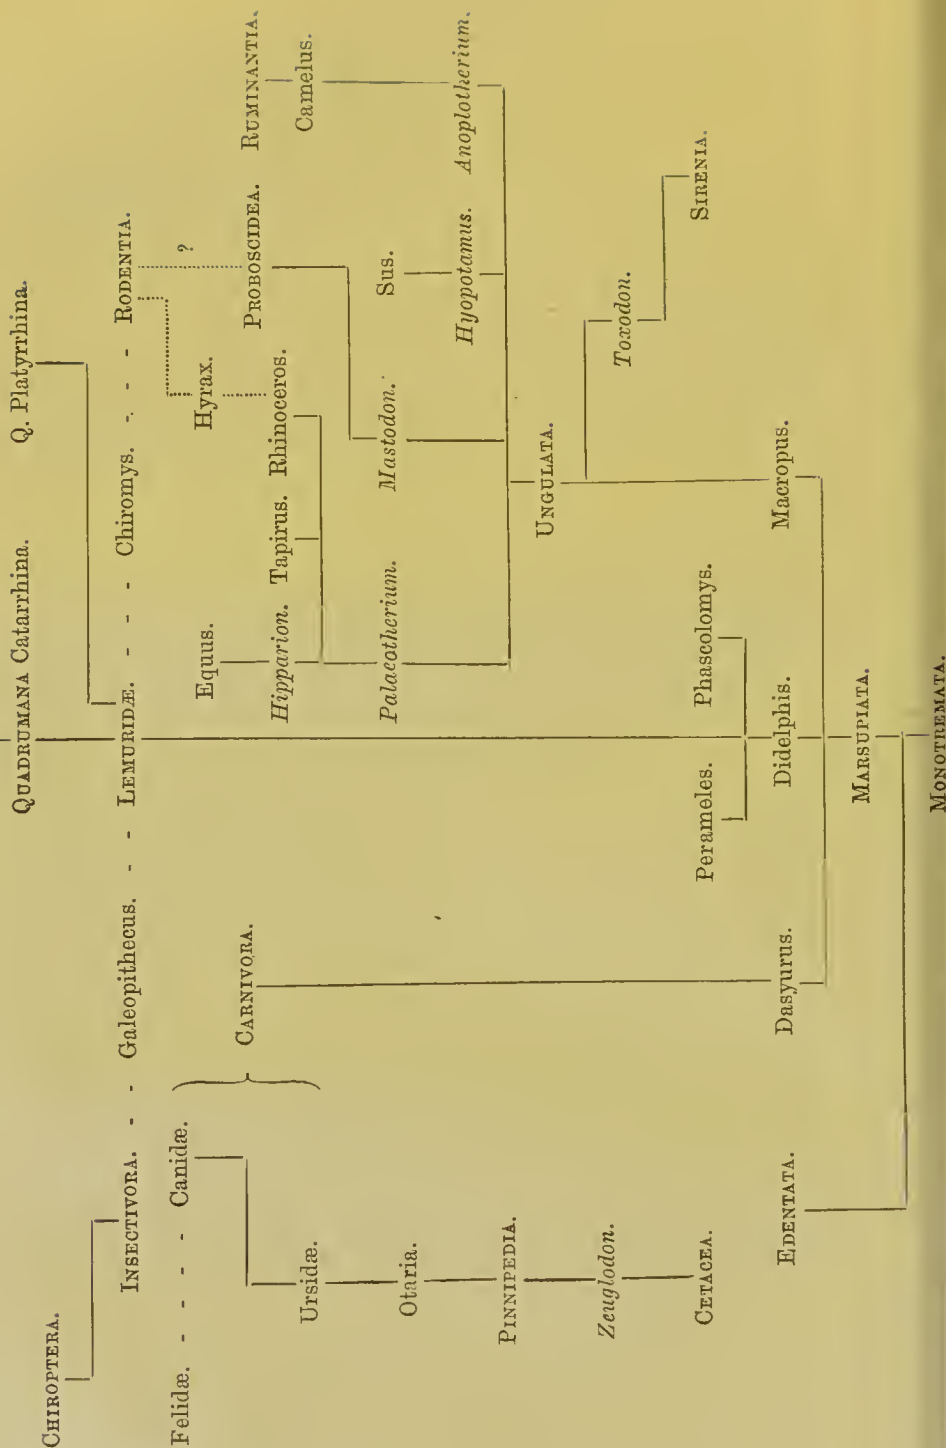 QUADRUMANA Catarrhina. Q. Platyrrhina.
CHIROPTERA.
INSECTIVORA. - - Galeopithecus. - - LEMURIDÆ. - - - Chiromys. - - - RODENTIA.
Felidæ. - - - - Canidæ.
?
Equus. Hyrax.
CARNIVORA. PROBOSCIDEA. RUMINANTIA.
Hipparion. Tapirus. Rhinoceros.
Ursidæ. Camelus.
Otaria. Palæotherium. Mastodon. Sus.
Hyopotamus. Anoplotherium.
PINNIPEDIA.
UNGULATA.
Zeuglodon. Toxodon.
CETACEA. Perameles. Phascolomys. SIRENIA.
EDENTATA. Dasyurus. Didelphis. Macropus.
MARSUPIATA.
MONOTREMATA.